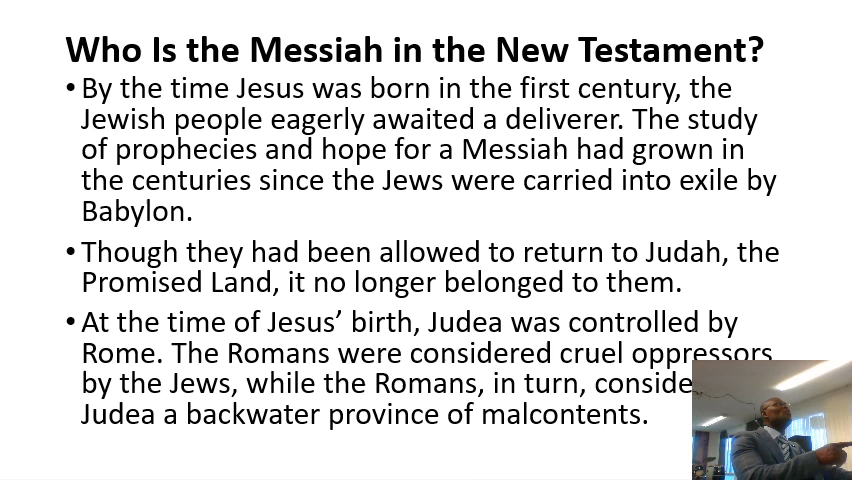 Who Is the Messiah in the New Testament?
• By the time Jesus was born in the first century, the
Jewish people eagerly awaited a deliverer. The study
of prophecies and hope for a Messiah had grown in
the centuries since the Jews were carried into exile by
Babylon.
• Though they had been allowed to return to Judah, the
Promised Land, it no longer belonged to them.
• At the time of Jesus’ birth, Judea was controlled by
Rome. The Romans were considered cruel oppressors
by the Jews, while the Romans, in turn,
Judea a backwater province of malcontents.